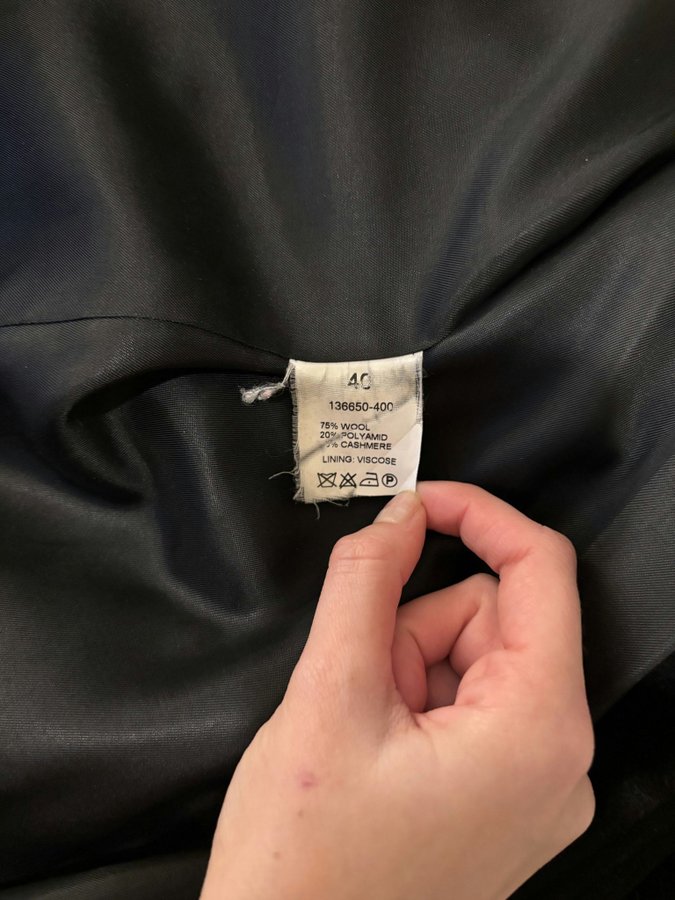 40
136650-400
75% WOOL
20% POLYAMID
% CASHMERE
LINING: VISCOSE
P